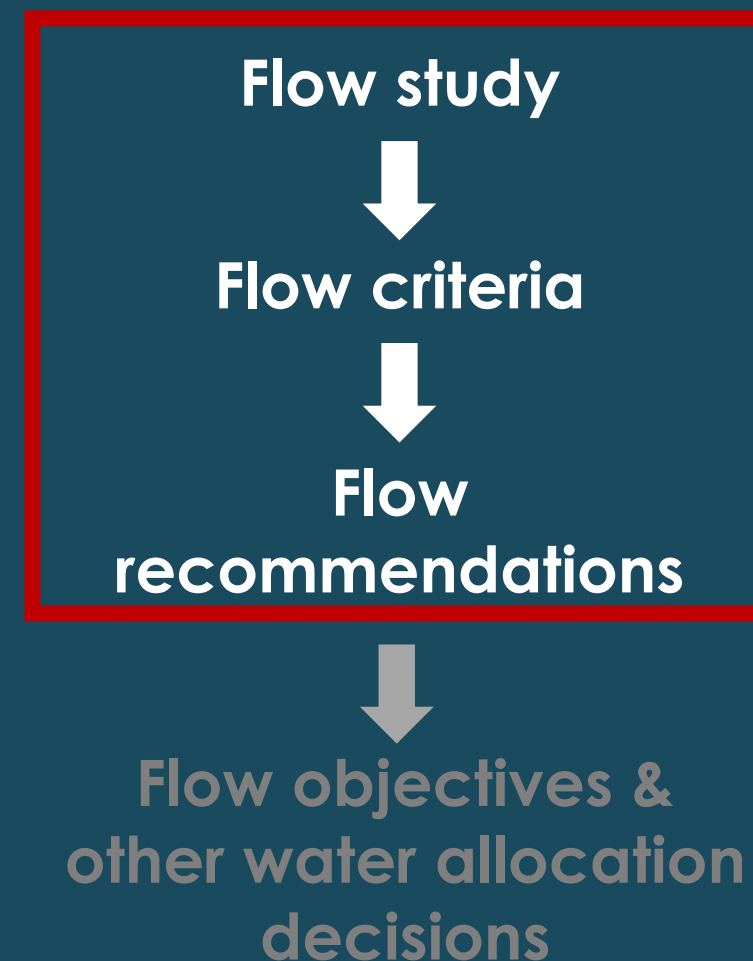 Flow study
Flow criteria
Flow
recommendations
Flow objectives &
other water allocation
decisions